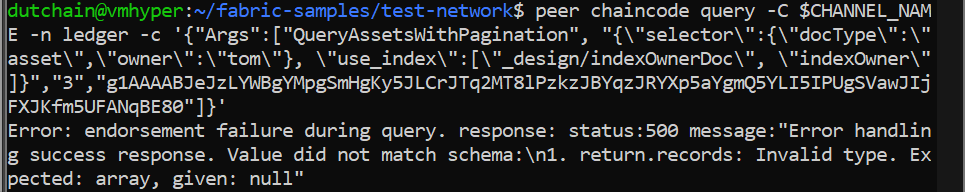 dutchain@vmhyper:~/fabric-samples/test-network$ peer chaincode query -C $CHANNEL_NAM
E -n ledger -c '{"Args":["QueryAssetsWithPagination", "{\"selector\":{\"docType\":\"
asset\",\"owner\":\"tom\"}, \"use_index\":[\"_design/indexOwnerDoc\", \"indexOwner\"
]}","3","g1AAAABJeJzLYWBgYMpgSmHgKy5JLCrJTq2MT8lPzkzJBYqzJRYXp5aYgmQ5YLI5IPUgSVawJIj
FXJKfm5UFANqBE80"]}'
Error: endorsement failure during query. response: status:500 message:"Error handlin
g success response. Value did not match schema:\n1. return.records: Invalid type. Ex
pected: array, given: null"